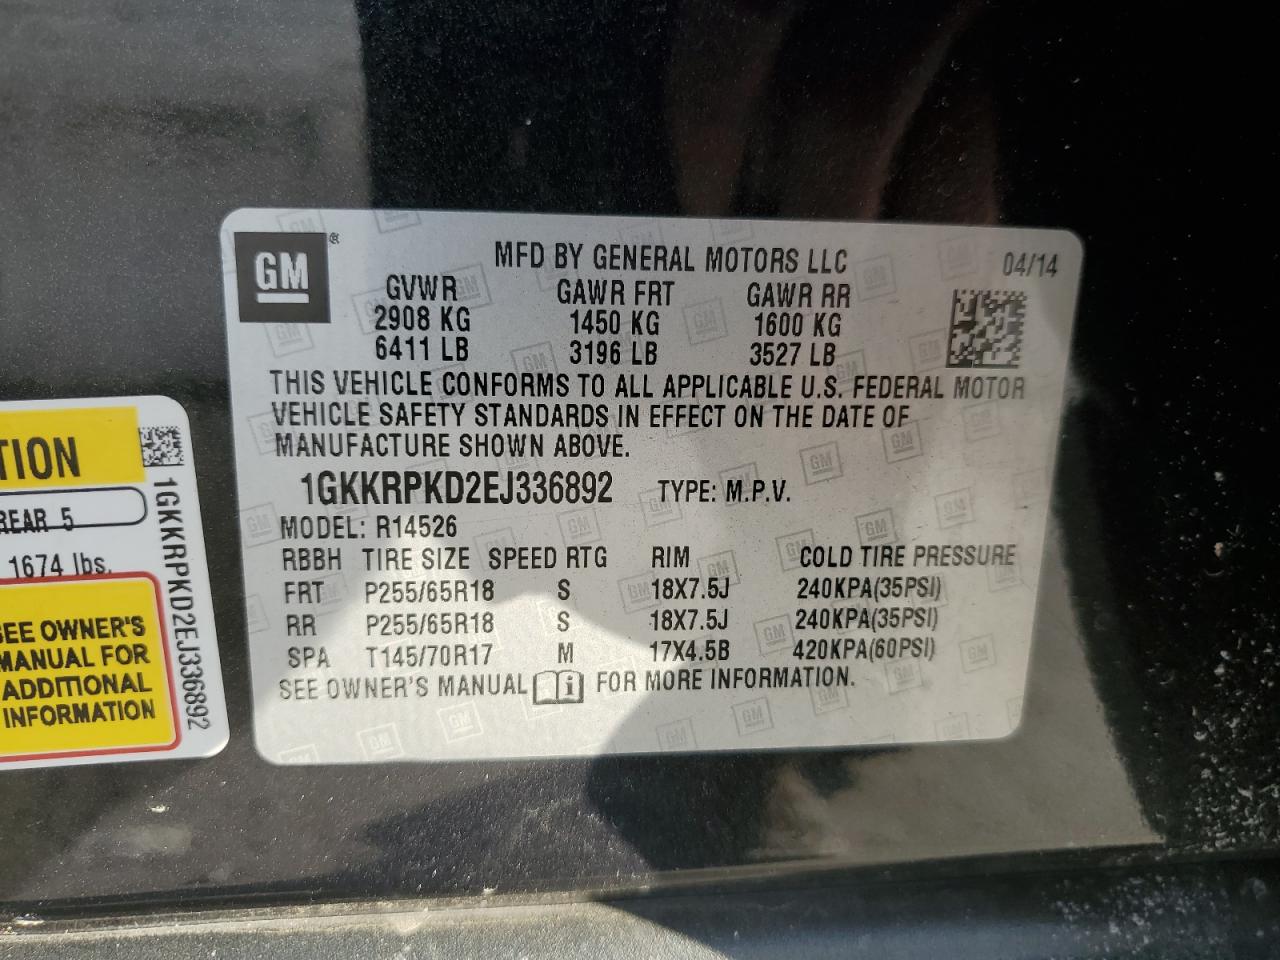 GM ®
MFD BY GENERAL MOTORS LLC 04/14
GVWR GAWR FRT GAWR RR
2908 KG 1450 KG 1600 KG
6411 LB 3196 LB 3527 LB
THIS VEHICLE CONFORMS TO ALL APPLICABLE U.S. FEDERAL MOTOR
VEHICLE SAFETY STANDARDS IN EFFECT ON THE DATE OF
MANUFACTURE SHOWN ABOVE.
1GKKRPKD2EJ336892 TYPE: M.P.V.
MODEL: R14526
RBBH TIRE SIZE SPEED RTG RIM COLD TIRE PRESSURE
FRT P255/65R18 S 18X7.5J 240KPA(35PSI)
RR P255/65R18 S 18X7.5J 240KPA(35PSI)
SPA T145/70R17 M 17X4.5B 420KPA(60PSI)
SEE OWNER'S MANUAL i FOR MORE INFORMATION.
TION
REAR 5
1674 lbs.
SEE OWNER'S
MANUAL FOR
ADDITIONAL
INFORMATION
1GKKRPKD2EJ336892